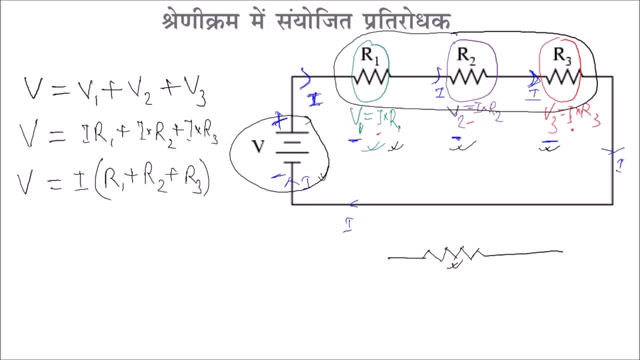 श्रेणीक्रम में संयोजित प्रतिरोधक
R₁ R₂ R₃
I I I
V = V₁ + V₂ + V₃
V₁=I×R₁ V₂=I×R₂ V₃=I×R₃
V = IR₁ + I×R₂ + I×R₃
+
V
-
I
I
V = I(R₁+R₂+R₃)
I